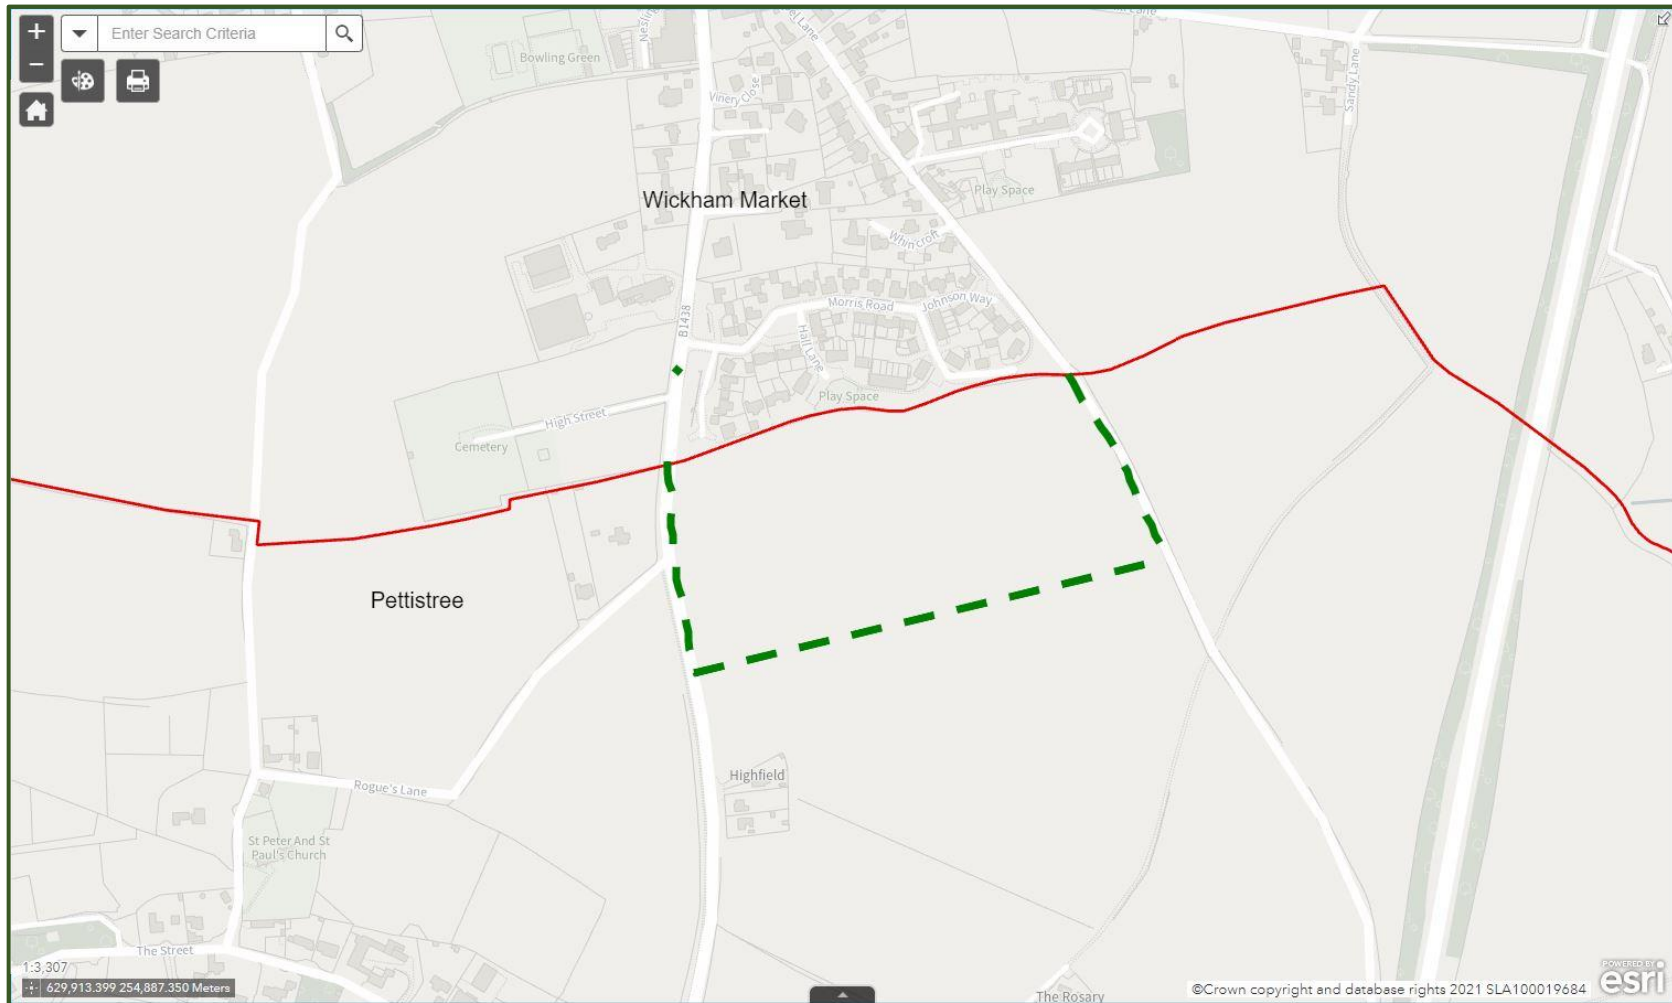 +
Enter Search Criteria
−
Bowling Green
Vinery Close
Sandy Lane
Play Space
Wickham Market
Whincroft
Morris Road
Johnson Way
B1438
Hall Lane
Play Space
High Street
Cemetery
Pettistree
Highfield
Rogue's Lane
St Peter And St
Paul's Church
The Street
1:3,307
629,913.399 254,887.350 Meters
The Rosary
©Crown copyright and database rights 2021 SLA100019684
POWERED BY
esri